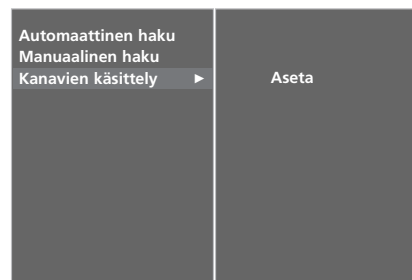 Automaattinen haku
Manuaalinen haku
Kanavien käsittely ►
Aseta